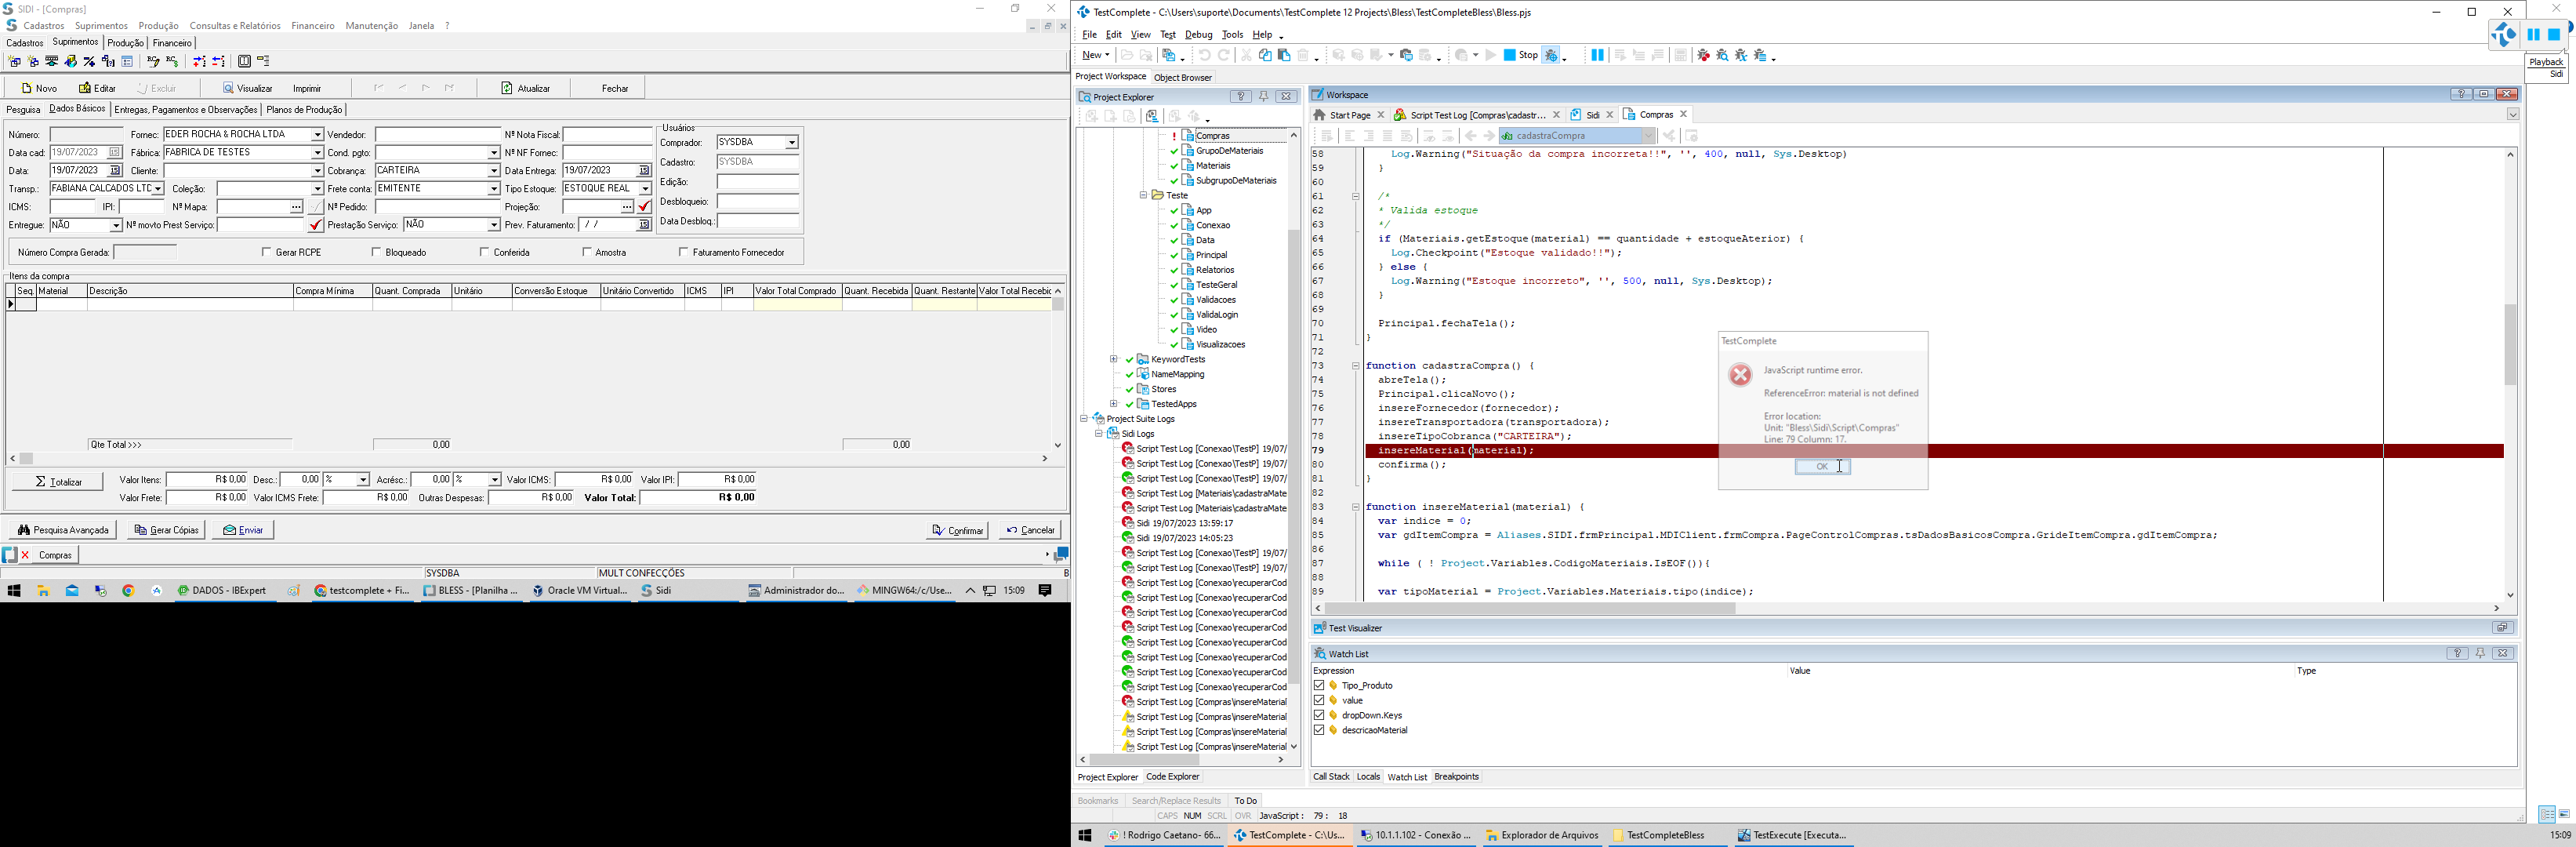 SIDI - [Compras]
Cadastros Suprimentos Produção Consultas e Relatórios Financeiro Manutenção Janela ?
Cadastros Suprimentos Produção Financeiro
Novo Editar Excluir Visualizar Imprimir Atualizar Fechar
Pesquisa Dados Básicos Entregas, Pagamentos e Observações Planos de Produção
Número: Fornec: EDER ROCHA & ROCHA LTDA Vendedor: Nº Nota Fiscal:
Data cad: 19/07/2023 Fábrica: FABRICA DE TESTES Cond. pgto: Nº NF Fornec:
Data: 19/07/2023 Cliente: Cobrança: CARTEIRA Data Entrega: 19/07/2023
Transp.: FABIANA CALCADOS LTC Coleção: Frete conta: EMITENTE Tipo Estoque: ESTOQUE REAL
ICMS: IPI: Nº Mapa: Nº Pedido: Projeção:
Entregue: NÃO Nº movto Prest Serviço: Prestação Serviço: NÃO Prev. Faturamento: / /
Usuários
Comprador: SYSDBA
Cadastro: SYSDBA
Edição:
Desbloqueio:
Data Desbloq.:
Número Compra Gerada: Gerar RCPE Bloqueado Conferida Amostra Faturamento Fornecedor
Itens da compra
Seq. Material Descrição Compra Mínima Quant. Comprada Unitário Conversão Estoque Unitário Convertido ICMS IPI Valor Total Comprado Quant. Recebida Quant. Restante Valor Total Recebic
Qte Total >>> 0,00 0,00
Totalizar Valor Itens: R$ 0,00 Desc.: 0,00 % Acrésc.: 0,00 % Valor ICMS: R$ 0,00 Valor IPI: R$ 0,00
Valor Frete: R$ 0,00 Valor ICMS Frete: R$ 0,00 Outras Despesas: R$ 0,00 Valor Total: R$ 0,00
Pesquisa Avançada Gerar Cópias Enviar Confirmar Cancelar
Compras
SYSDBA MULT CONFECÇÕES B
DADOS - IBExpert testcomplete + Fi... BLESS - [Planilha ... Oracle VM Virtual... Sidi Administrador do... MINGW64:/c/Use... 15:09
TestComplete - C:\Users\suporte\Documents\TestComplete 12 Projects\Bless\TestCompleteBless\Bless.pjs
File Edit View Test Debug Tools Help
New Stop
Playback
Sidi
Project Workspace Object Browser
Project Explorer
Compras
GrupoDeMateriais
Materiais
SubgrupoDeMateriais
Teste
App
Conexao
Data
Principal
Relatorios
TesteGeral
Validacoes
ValidaLogin
Video
Visualizacoes
KeywordTests
NameMapping
Stores
TestedApps
Project Suite Logs
Sidi Logs
Script Test Log [Conexao\TestP] 19/07/
Script Test Log [Conexao\TestP] 19/07/
Script Test Log [Conexao\TestP] 19/07/
Script Test Log [Materiais\cadastraMate
Script Test Log [Materiais\cadastraMate
Sidi 19/07/2023 13:59:17
Sidi 19/07/2023 14:05:23
Script Test Log [Conexao\TestP] 19/07/
Script Test Log [Conexao\TestP] 19/07/
Script Test Log [Conexao\recuperarCod
Script Test Log [Conexao\recuperarCod
Script Test Log [Conexao\recuperarCod
Script Test Log [Conexao\recuperarCod
Script Test Log [Conexao\recuperarCod
Script Test Log [Conexao\recuperarCod
Script Test Log [Conexao\recuperarCod
Script Test Log [Conexao\recuperarCod
Script Test Log [Compras\insereMaterial
Script Test Log [Compras\insereMaterial
Script Test Log [Compras\insereMaterial
Script Test Log [Compras\insereMaterial
Project Explorer Code Explorer
Workspace
Start Page Script Test Log [Compras\cadastr... Sidi Compras
cadastraCompra
58 Log.Warning("Situação da compra incorreta!!", '', 400, null, Sys.Desktop)
59 }
60
61 /*
62 * Valida estoque
63 */
64 if (Materiais.getEstoque(material) == quantidade + estoqueAterior) {
65 Log.Checkpoint("Estoque validado!!");
66 } else {
67 Log.Warning("Estoque incorreto", '', 500, null, Sys.Desktop);
68 }
69
70 Principal.fechaTela();
71 }
72
73 function cadastraCompra() {
74 abreTela();
75 Principal.clicaNovo();
76 insereFornecedor(fornecedor);
77 insereTransportadora(transportadora);
78 insereTipoCobranca("CARTEIRA");
79 insereMaterial(material);
80 confirma();
81 }
82
83 function insereMaterial(material) {
84 var indice = 0;
85 var gdItemCompra = Aliases.SIDI.frmPrincipal.MDIClient.frmCompra.PageControlCompras.tsDadosBasicosCompra.GrideItemCompra.gdItemCompra;
86
87 while ( ! Project.Variables.CodigoMateriais.IsEOF()){
88
89 var tipoMaterial = Project.Variables.Materiais.tipo(indice);
TestComplete
JavaScript runtime error.
ReferenceError: material is not defined
Error location:
Unit: "Bless\Sidi\Script\Compras"
Line: 79 Column: 17.
OK
Test Visualizer
Watch List
Expression Value Type
Tipo_Produto
value
dropDown.Keys
descricaoMaterial
Call Stack Locals Watch List Breakpoints
Bookmarks Search/Replace Results To Do
CAPS NUM SCRL OVR JavaScript : 79 : 18
! Rodrigo Caetano- 66... TestComplete - C:\Us... 10.1.1.102 - Conexão ... Explorador de Arquivos TestCompleteBless TestExecute [Executa... 15:09